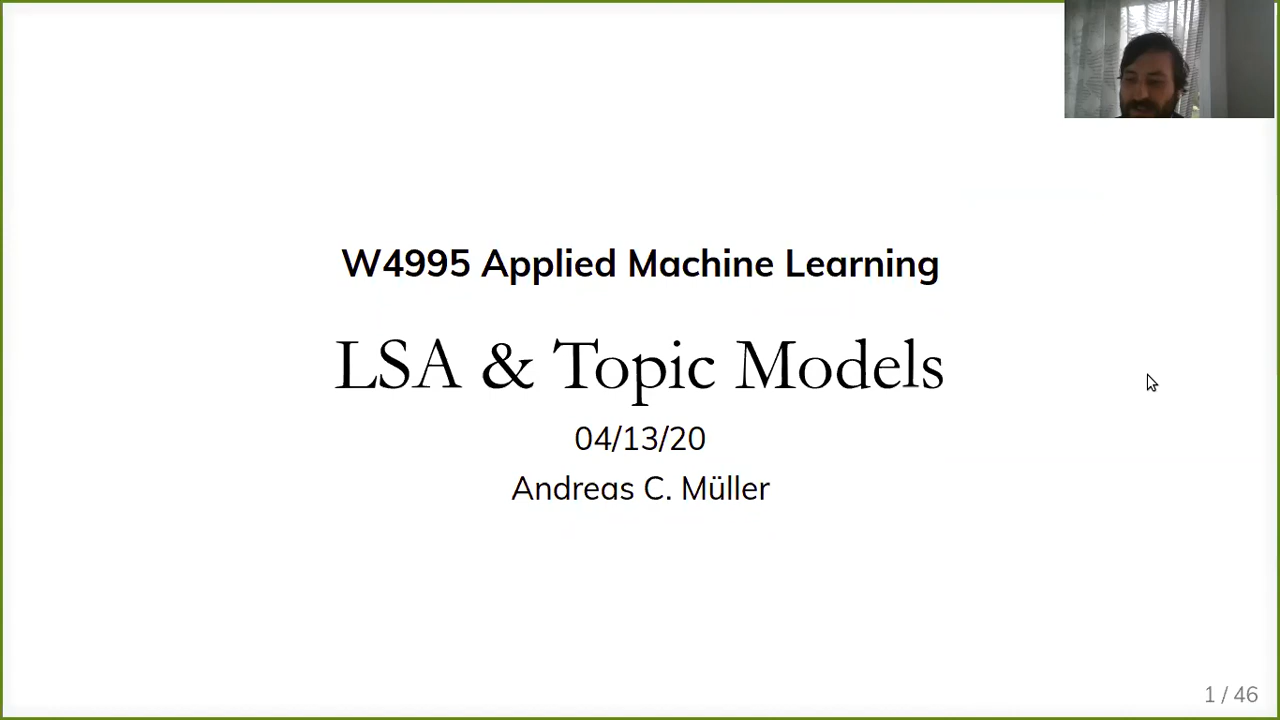 W4995 Applied Machine Learning
LSA & Topic Models
04/13/20
Andreas C. Müller
1 / 46